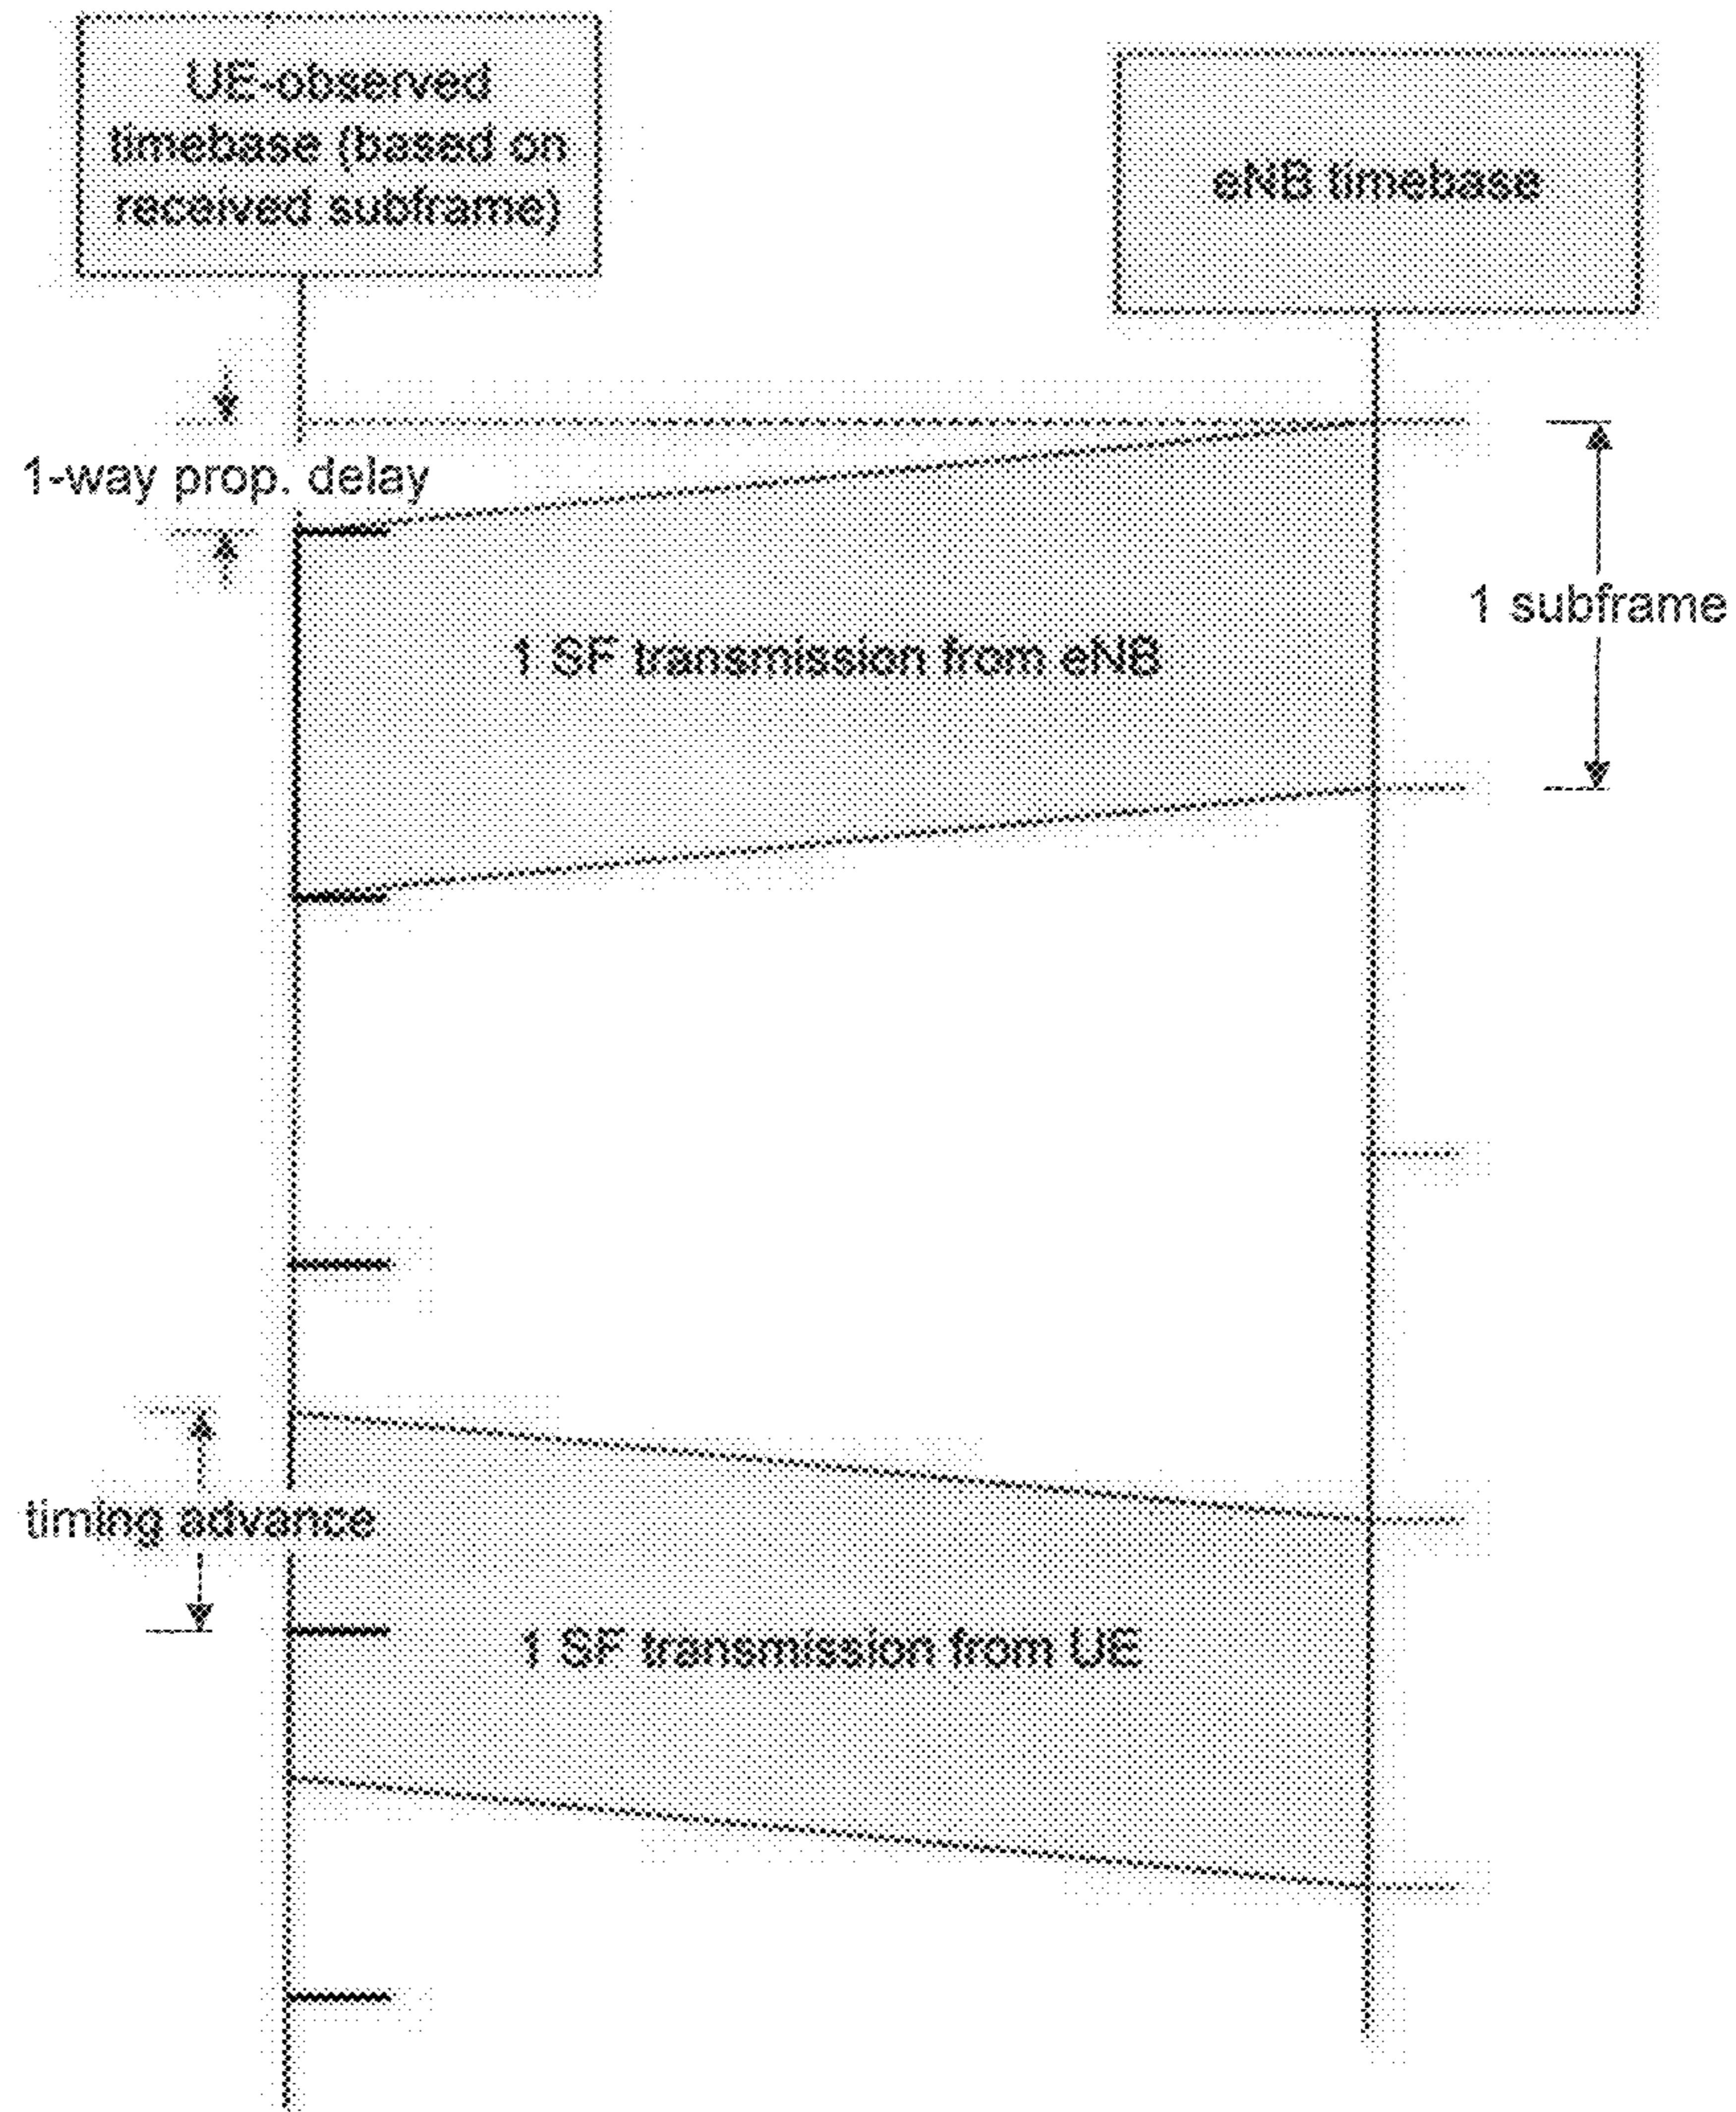 UE-observed
timebase (based on
received subframe)
eNB timebase
1-way prop. delay
1 subframe
1 SF transmission from eNB
timing advance
1 SF transmission from UE